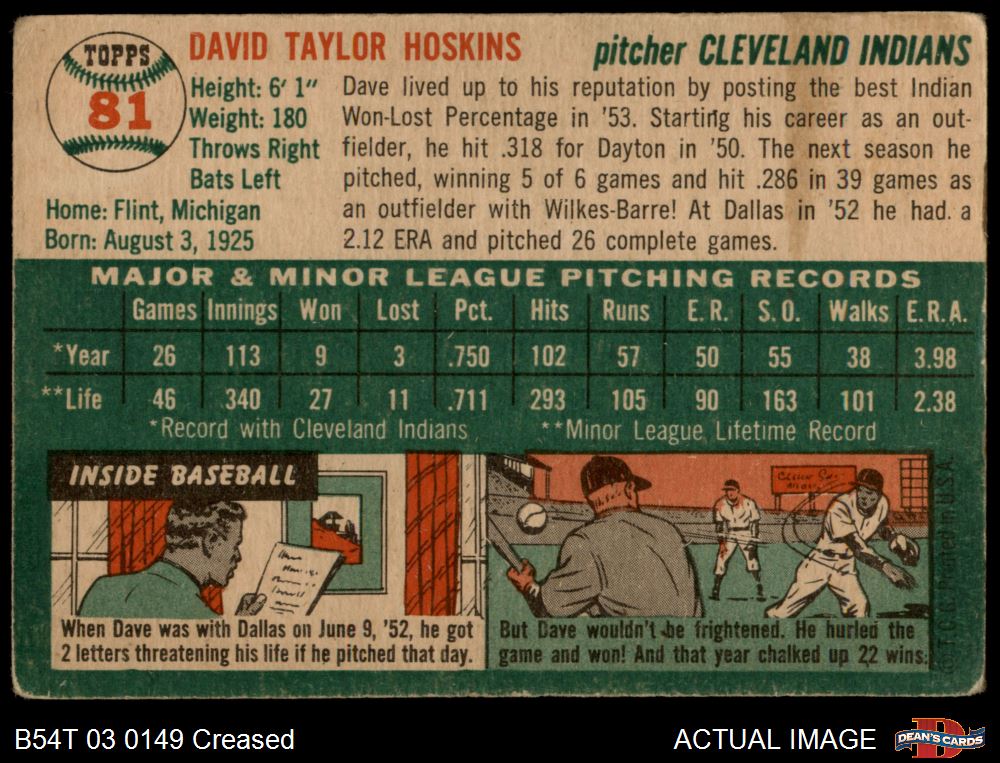 TOPPS
81
DAVID TAYLOR HOSKINS
pitcher CLEVELAND INDIANS
Height: 6' 1"
Weight: 180
Throws Right
Bats Left
Home: Flint, Michigan
Born: August 3, 1925
Dave lived up to his reputation by posting the best Indian
Won-Lost Percentage in '53. Starting his career as an out-
fielder, he hit .318 for Dayton in '50. The next season he
pitched, winning 5 of 6 games and hit .286 in 39 games as
an outfielder with Wilkes-Barre! At Dallas in '52 he had a
2.12 ERA and pitched 26 complete games.
MAJOR & MINOR LEAGUE PITCHING RECORDS
Games Innings Won Lost Pct. Hits Runs E.R. S.O. Walks E.R.A.
*Year 26 113 9 3 .750 102 57 50 55 38 3.98
**Life 46 340 27 11 .711 293 105 90 163 101 2.38
*Record with Cleveland Indians **Minor League Lifetime Record
INSIDE BASEBALL
When Dave was with Dallas on June 9, '52, he got
2 letters threatening his life if he pitched that day.
But Dave wouldn't be frightened. He hurled the
game and won! And that year chalked up 22 wins.
© T.C.G. Printed in U.S.A.
B54T 03 0149 Creased
ACTUAL IMAGE
DEAN'S CARDS